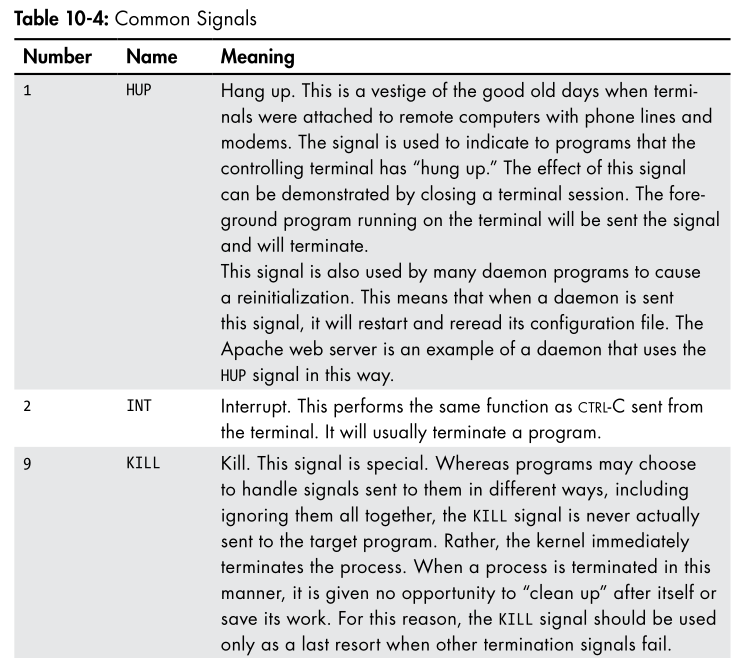 Table 10-4: Common Signals
Number Name Meaning
1 HUP Hang up. This is a vestige of the good old days when termi-
nals were attached to remote computers with phone lines and
modems. The signal is used to indicate to programs that the
controlling terminal has “hung up.” The effect of this signal
can be demonstrated by closing a terminal session. The fore-
ground program running on the terminal will be sent the signal
and will terminate.
This signal is also used by many daemon programs to cause
a reinitialization. This means that when a daemon is sent
this signal, it will restart and reread its configuration file. The
Apache web server is an example of a daemon that uses the
HUP signal in this way.
2 INT Interrupt. This performs the same function as CTRL-C sent from
the terminal. It will usually terminate a program.
9 KILL Kill. This signal is special. Whereas programs may choose
to handle signals sent to them in different ways, including
ignoring them all together, the KILL signal is never actually
sent to the target program. Rather, the kernel immediately
terminates the process. When a process is terminated in this
manner, it is given no opportunity to “clean up” after itself or
save its work. For this reason, the KILL signal should be used
only as a last resort when other termination signals fail.